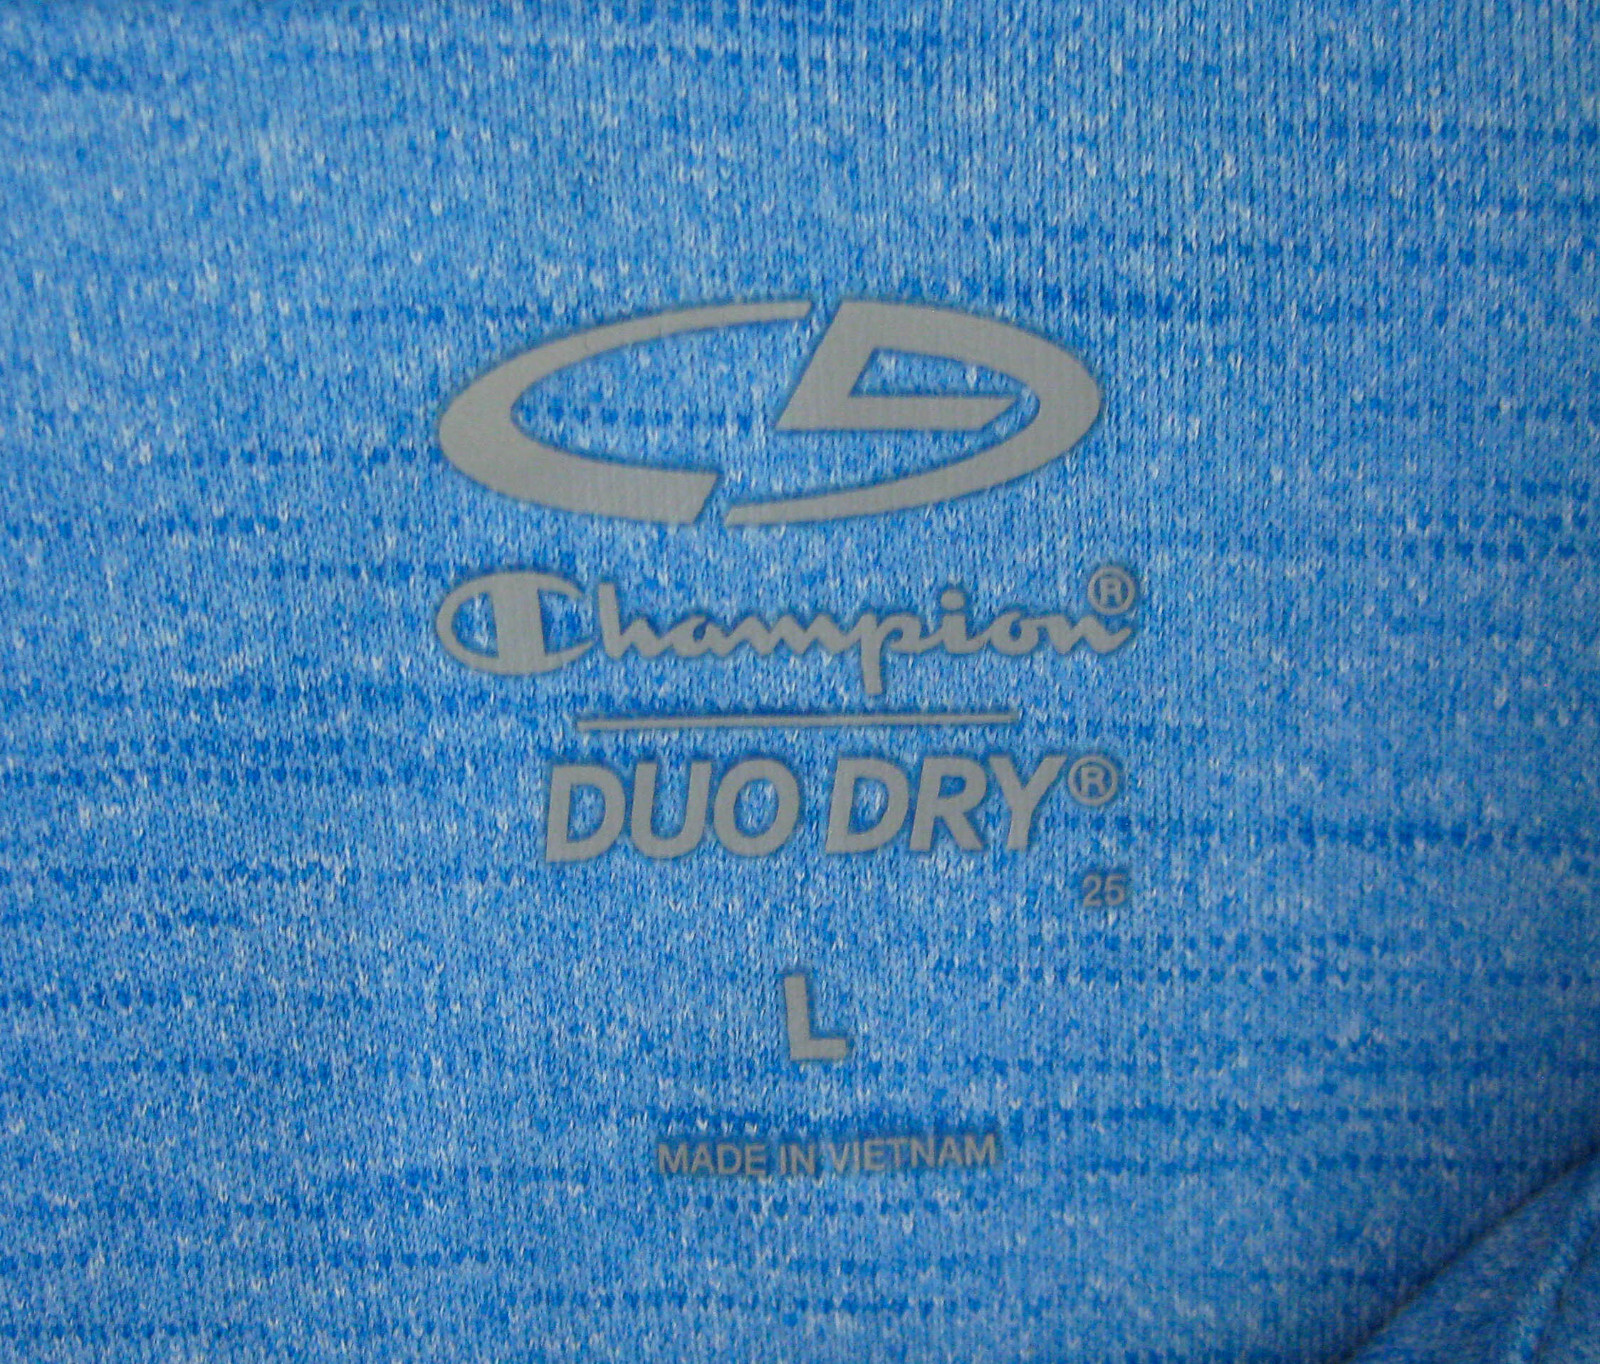 Champion®
DUO DRY®
25
L
MADE IN VIETNAM